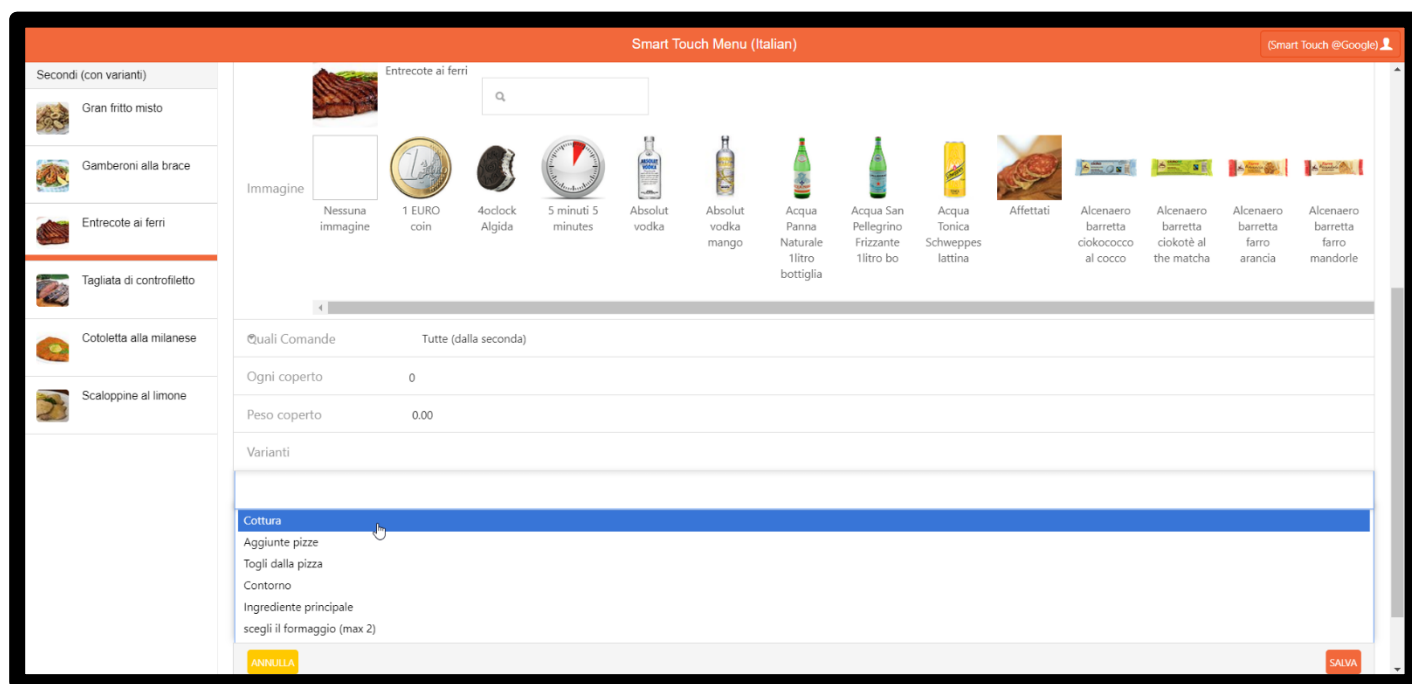 Smart Touch Menu (Italian)
(Smart Touch @Google)
Secondi (con varianti)
Gran fritto misto
Gamberoni alla brace
Entrecote ai ferri
Tagliata di controfiletto
Cotoletta alla milanese
Scaloppine al limone
Entrecote ai ferri
Immagine
Nessuna
immagine
1 EURO
coin
4oclock
Algida
5 minuti 5
minutes
Absolut
vodka
Absolut
vodka
mango
Acqua
Panna
Naturale
1litro
bottiglia
Acqua San
Pellegrino
Frizzante
1litro bo
Acqua
Tonica
Schweppes
lattina
Affettati
Alcenaero
barretta
ciokococco
al cocco
Alcenaero
barretta
ciokotè al
the matcha
Alcenaero
barretta
farro
arancia
Alcenaero
barretta
farro
mandorle
Quali Comande
Tutte (dalla seconda)
Ogni coperto
0
Peso coperto
0.00
Varianti
Cottura
Aggiunte pizze
Togli dalla pizza
Contorno
Ingrediente principale
scegli il formaggio (max 2)
ANNULLA
SALVA